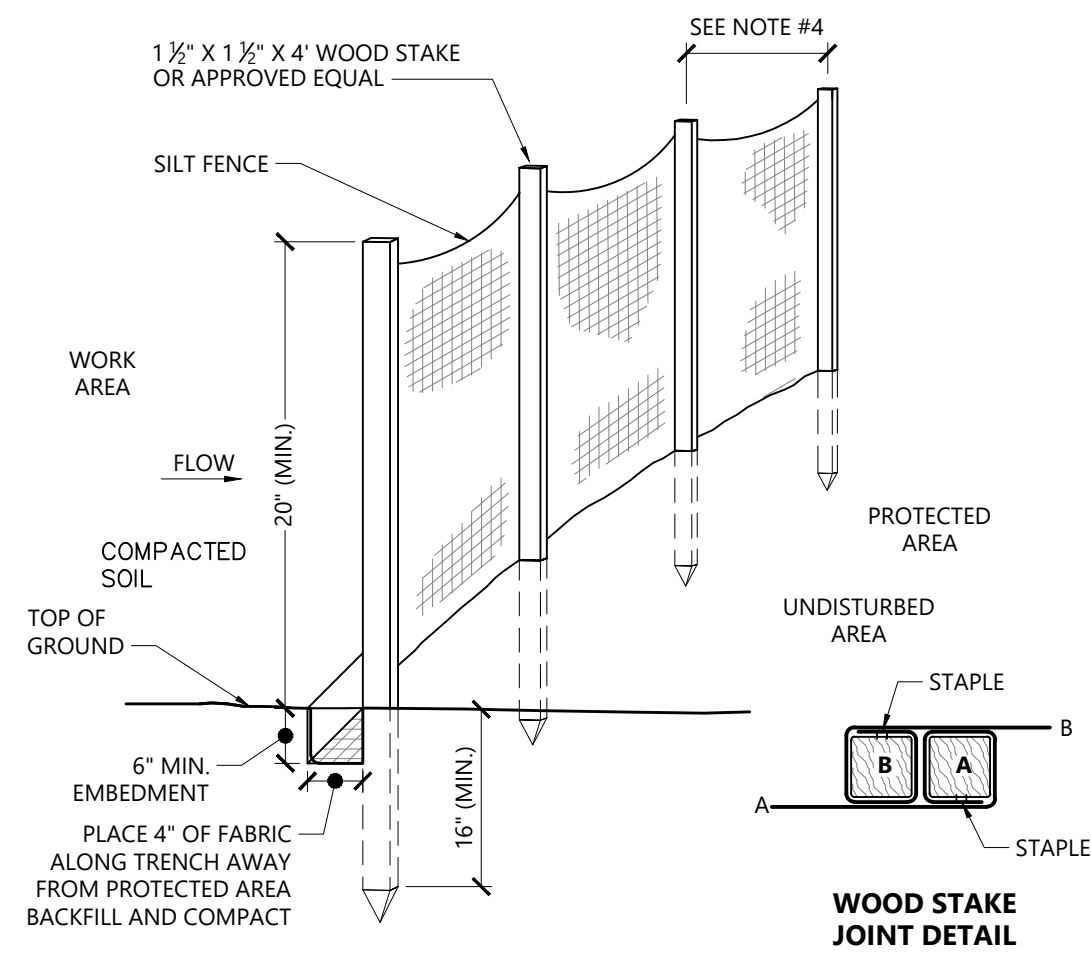 SEE NOTE #4
1 ½" X 1 ½" X 4' WOOD STAKE
OR APPROVED EQUAL
SILT FENCE
WORK
AREA
FLOW
20" (MIN.)
COMPACTED
SOIL
TOP OF
GROUND
PROTECTED
AREA
UNDISTURBED
AREA
6" MIN.
EMBEDMENT
16" (MIN.)
PLACE 4" OF FABRIC
ALONG TRENCH AWAY
FROM PROTECTED AREA
BACKFILL AND COMPACT
STAPLE
B
B
A
A
STAPLE
WOOD STAKE
JOINT DETAIL